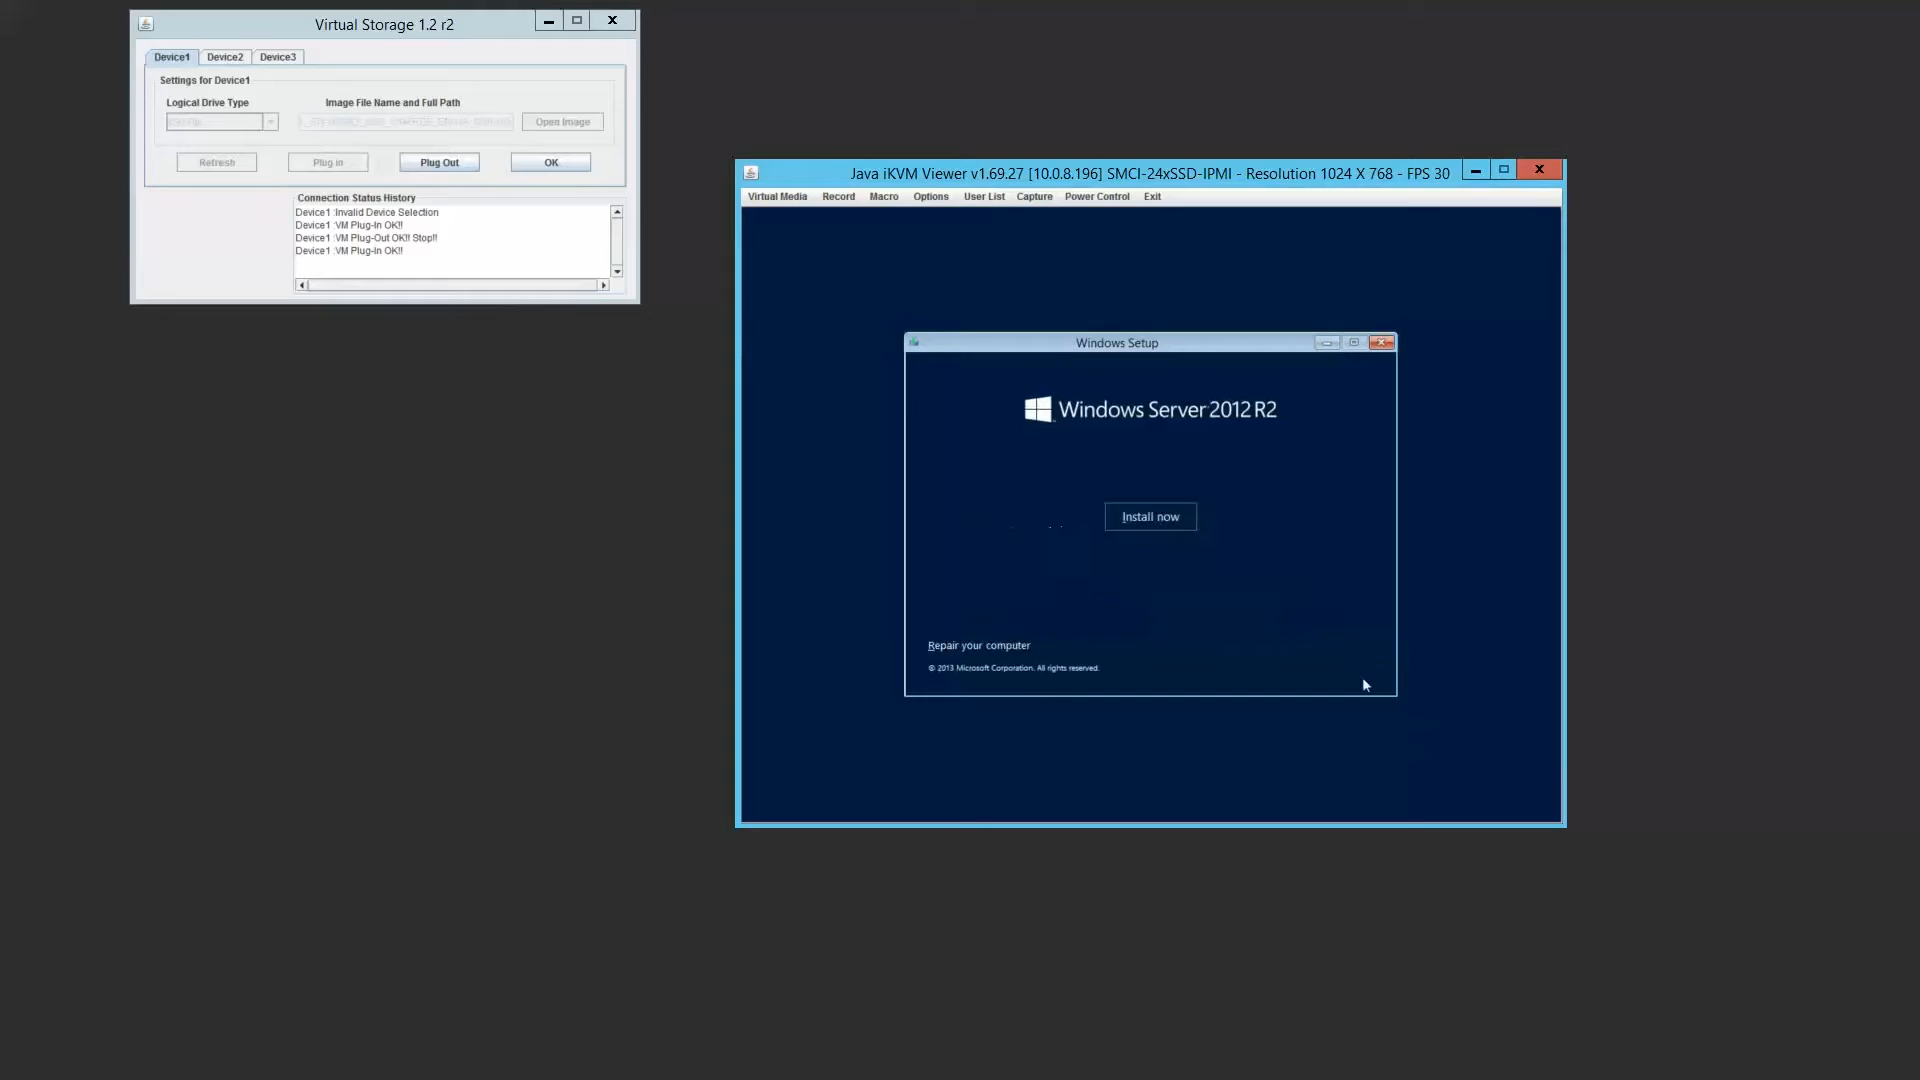 Virtual Storage 1.2 r2
Device1 Device2 Device3
Settings for Device1
Logical Drive Type Image File Name and Full Path
Open Image
Refresh Plug in Plug Out OK
Connection Status History
Device1 :Invalid Device Selection
Device1 :VM Plug-In OK!!
Device1 :VM Plug-Out OK!! Stop!!
Device1 :VM Plug-In OK!!
Java iKVM Viewer v1.69.27 [10.0.8.196] SMCI-24xSSD-IPMI - Resolution 1024 X 768 - FPS 30
Virtual Media Record Macro Options User List Capture Power Control Exit
Windows Setup
Windows Server 2012 R2
Install now
Repair your computer
© 2013 Microsoft Corporation. All rights reserved.